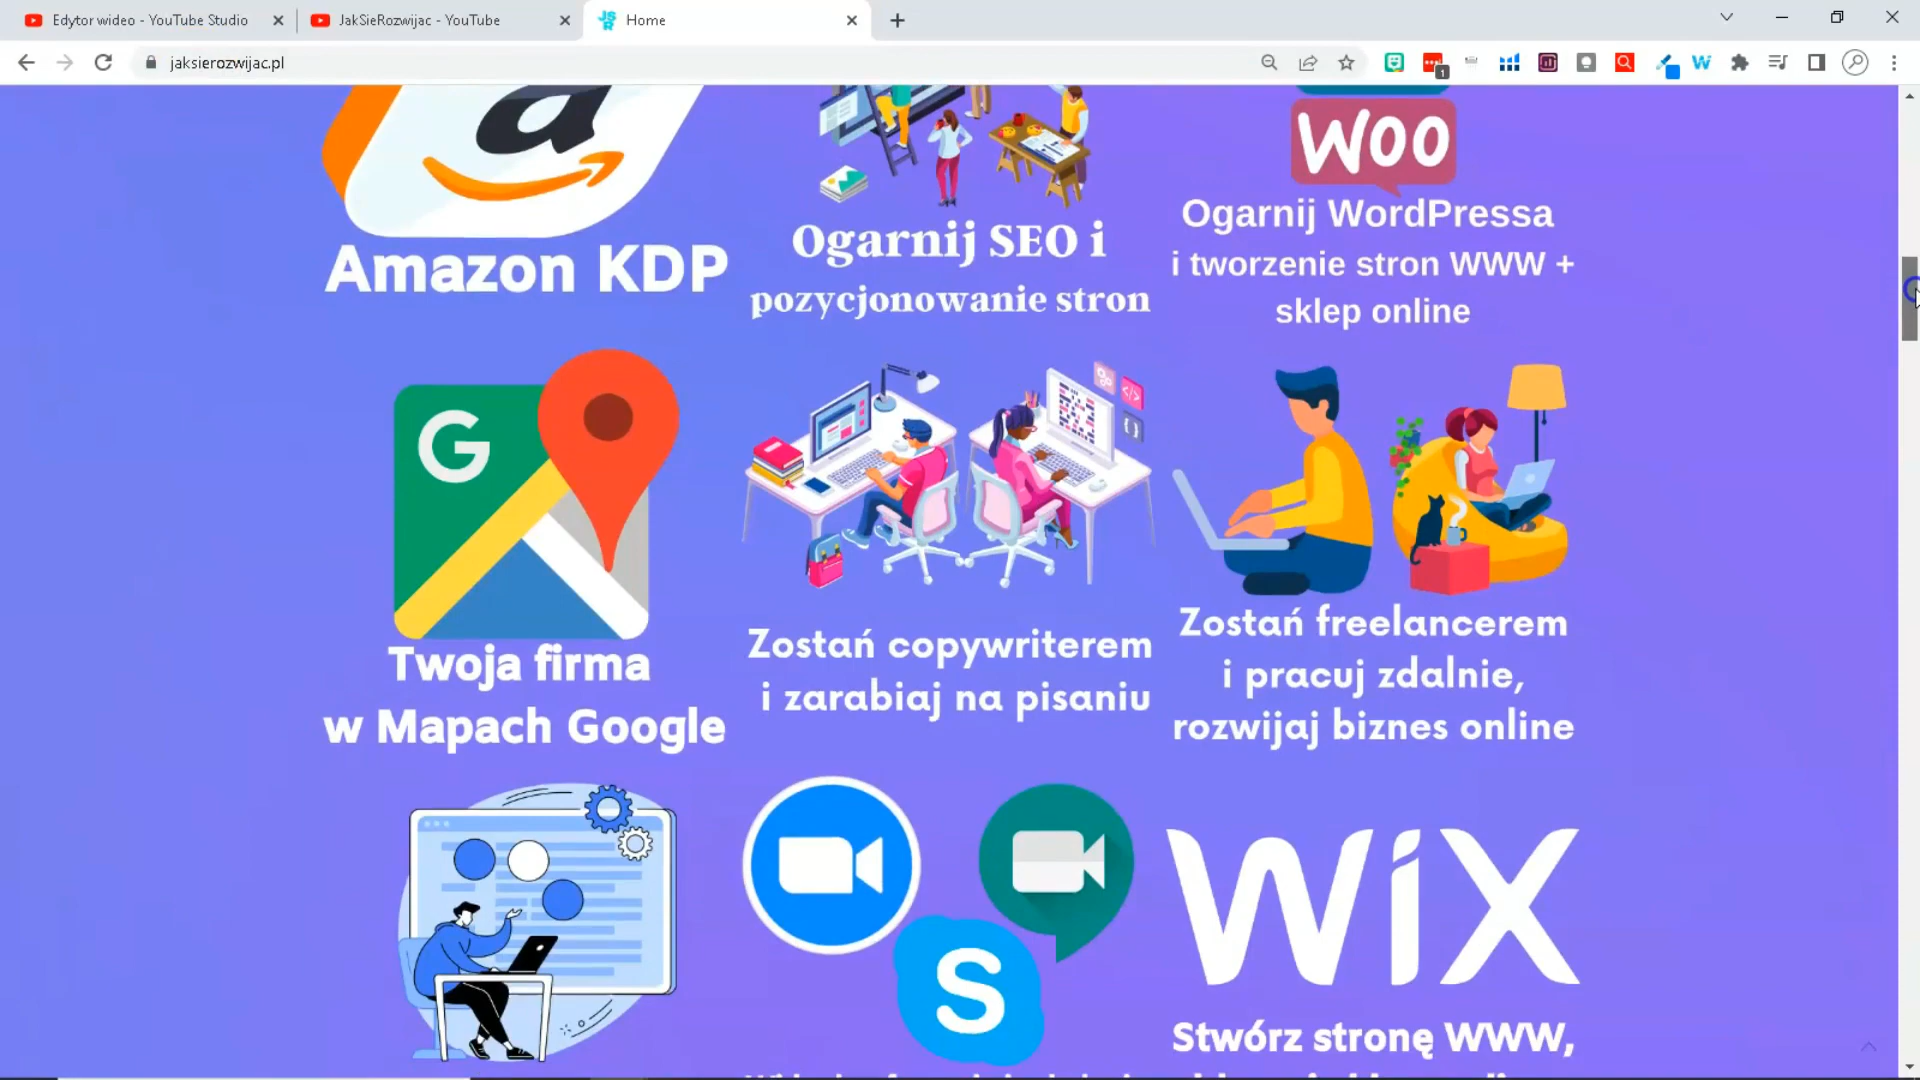 Edytor wideo - YouTube Studio
JakSieRozwijac - YouTube
Home
jaksierozwijac.pl
1
a
Amazon KDP
Ogarnij SEO i
pozycjonowanie stron
Woo
Ogarnij WordPressa
i tworzenie stron WWW +
sklep online
G
Twoja firma
w Mapach Google
Zostań copywriterem
i zarabiaj na pisaniu
Zostań freelancerem
i pracuj zdalnie,
rozwijaj biznes online
S
WiX
Stwórz stronę WWW,